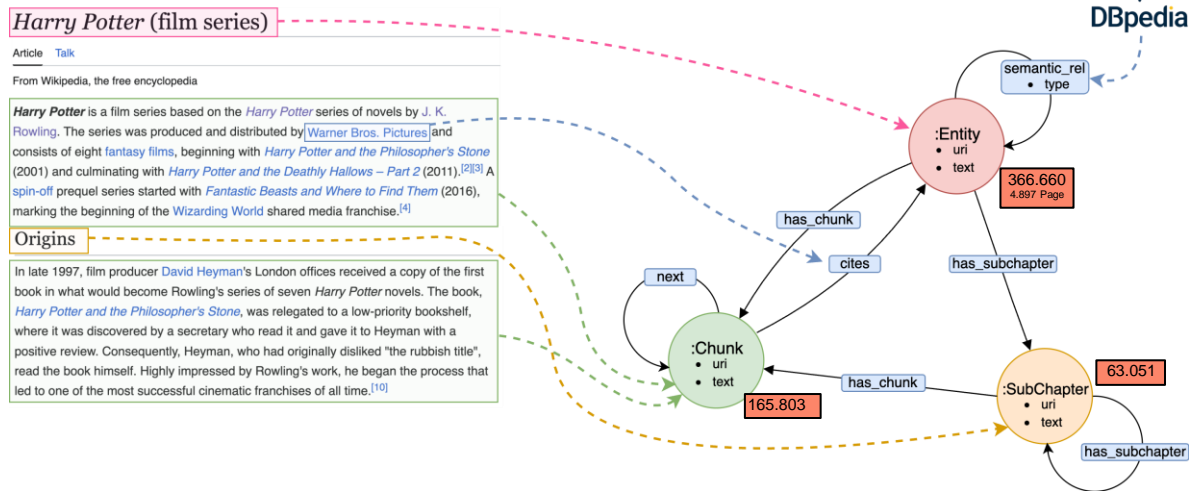 Harry Potter (film series)
Article Talk
From Wikipedia, the free encyclopedia
Harry Potter is a film series based on the Harry Potter series of novels by J. K.
Rowling. The series was produced and distributed by Warner Bros. Pictures and
consists of eight fantasy films, beginning with Harry Potter and the Philosopher's Stone
(2001) and culminating with Harry Potter and the Deathly Hallows – Part 2 (2011).[2][3] A
spin-off prequel series started with Fantastic Beasts and Where to Find Them (2016),
marking the beginning of the Wizarding World shared media franchise.[4]
Origins
In late 1997, film producer David Heyman's London offices received a copy of the first
book in what would become Rowling's series of seven Harry Potter novels. The book,
Harry Potter and the Philosopher's Stone, was relegated to a low-priority bookshelf,
where it was discovered by a secretary who read it and gave it to Heyman with a
positive review. Consequently, Heyman, who had originally disliked "the rubbish title",
read the book himself. Highly impressed by Rowling's work, he began the process that
led to one of the most successful cinematic franchises of all time.[10]
DBpedia
semantic_rel
• type
:Entity
• uri
• text
366.660
4.897 Page
has_chunk
cites
has_subchapter
next
:Chunk
• uri
• text
165.803
has_chunk
:SubChapter
• uri
• text
63.051
has_subchapter